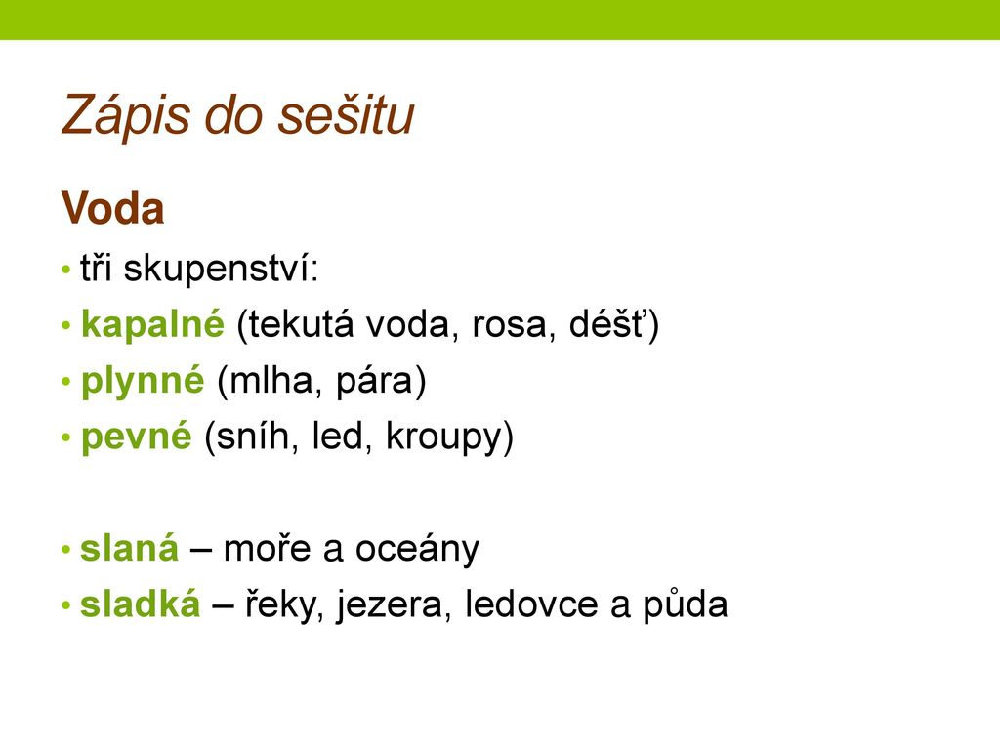 Zápis do sešitu
Voda
• tři skupenství:
• kapalné (tekutá voda, rosa, déšť)
• plynné (mlha, pára)
• pevné (sníh, led, kroupy)
• slaná – moře a oceány
• sladká – řeky, jezera, ledovce a půda